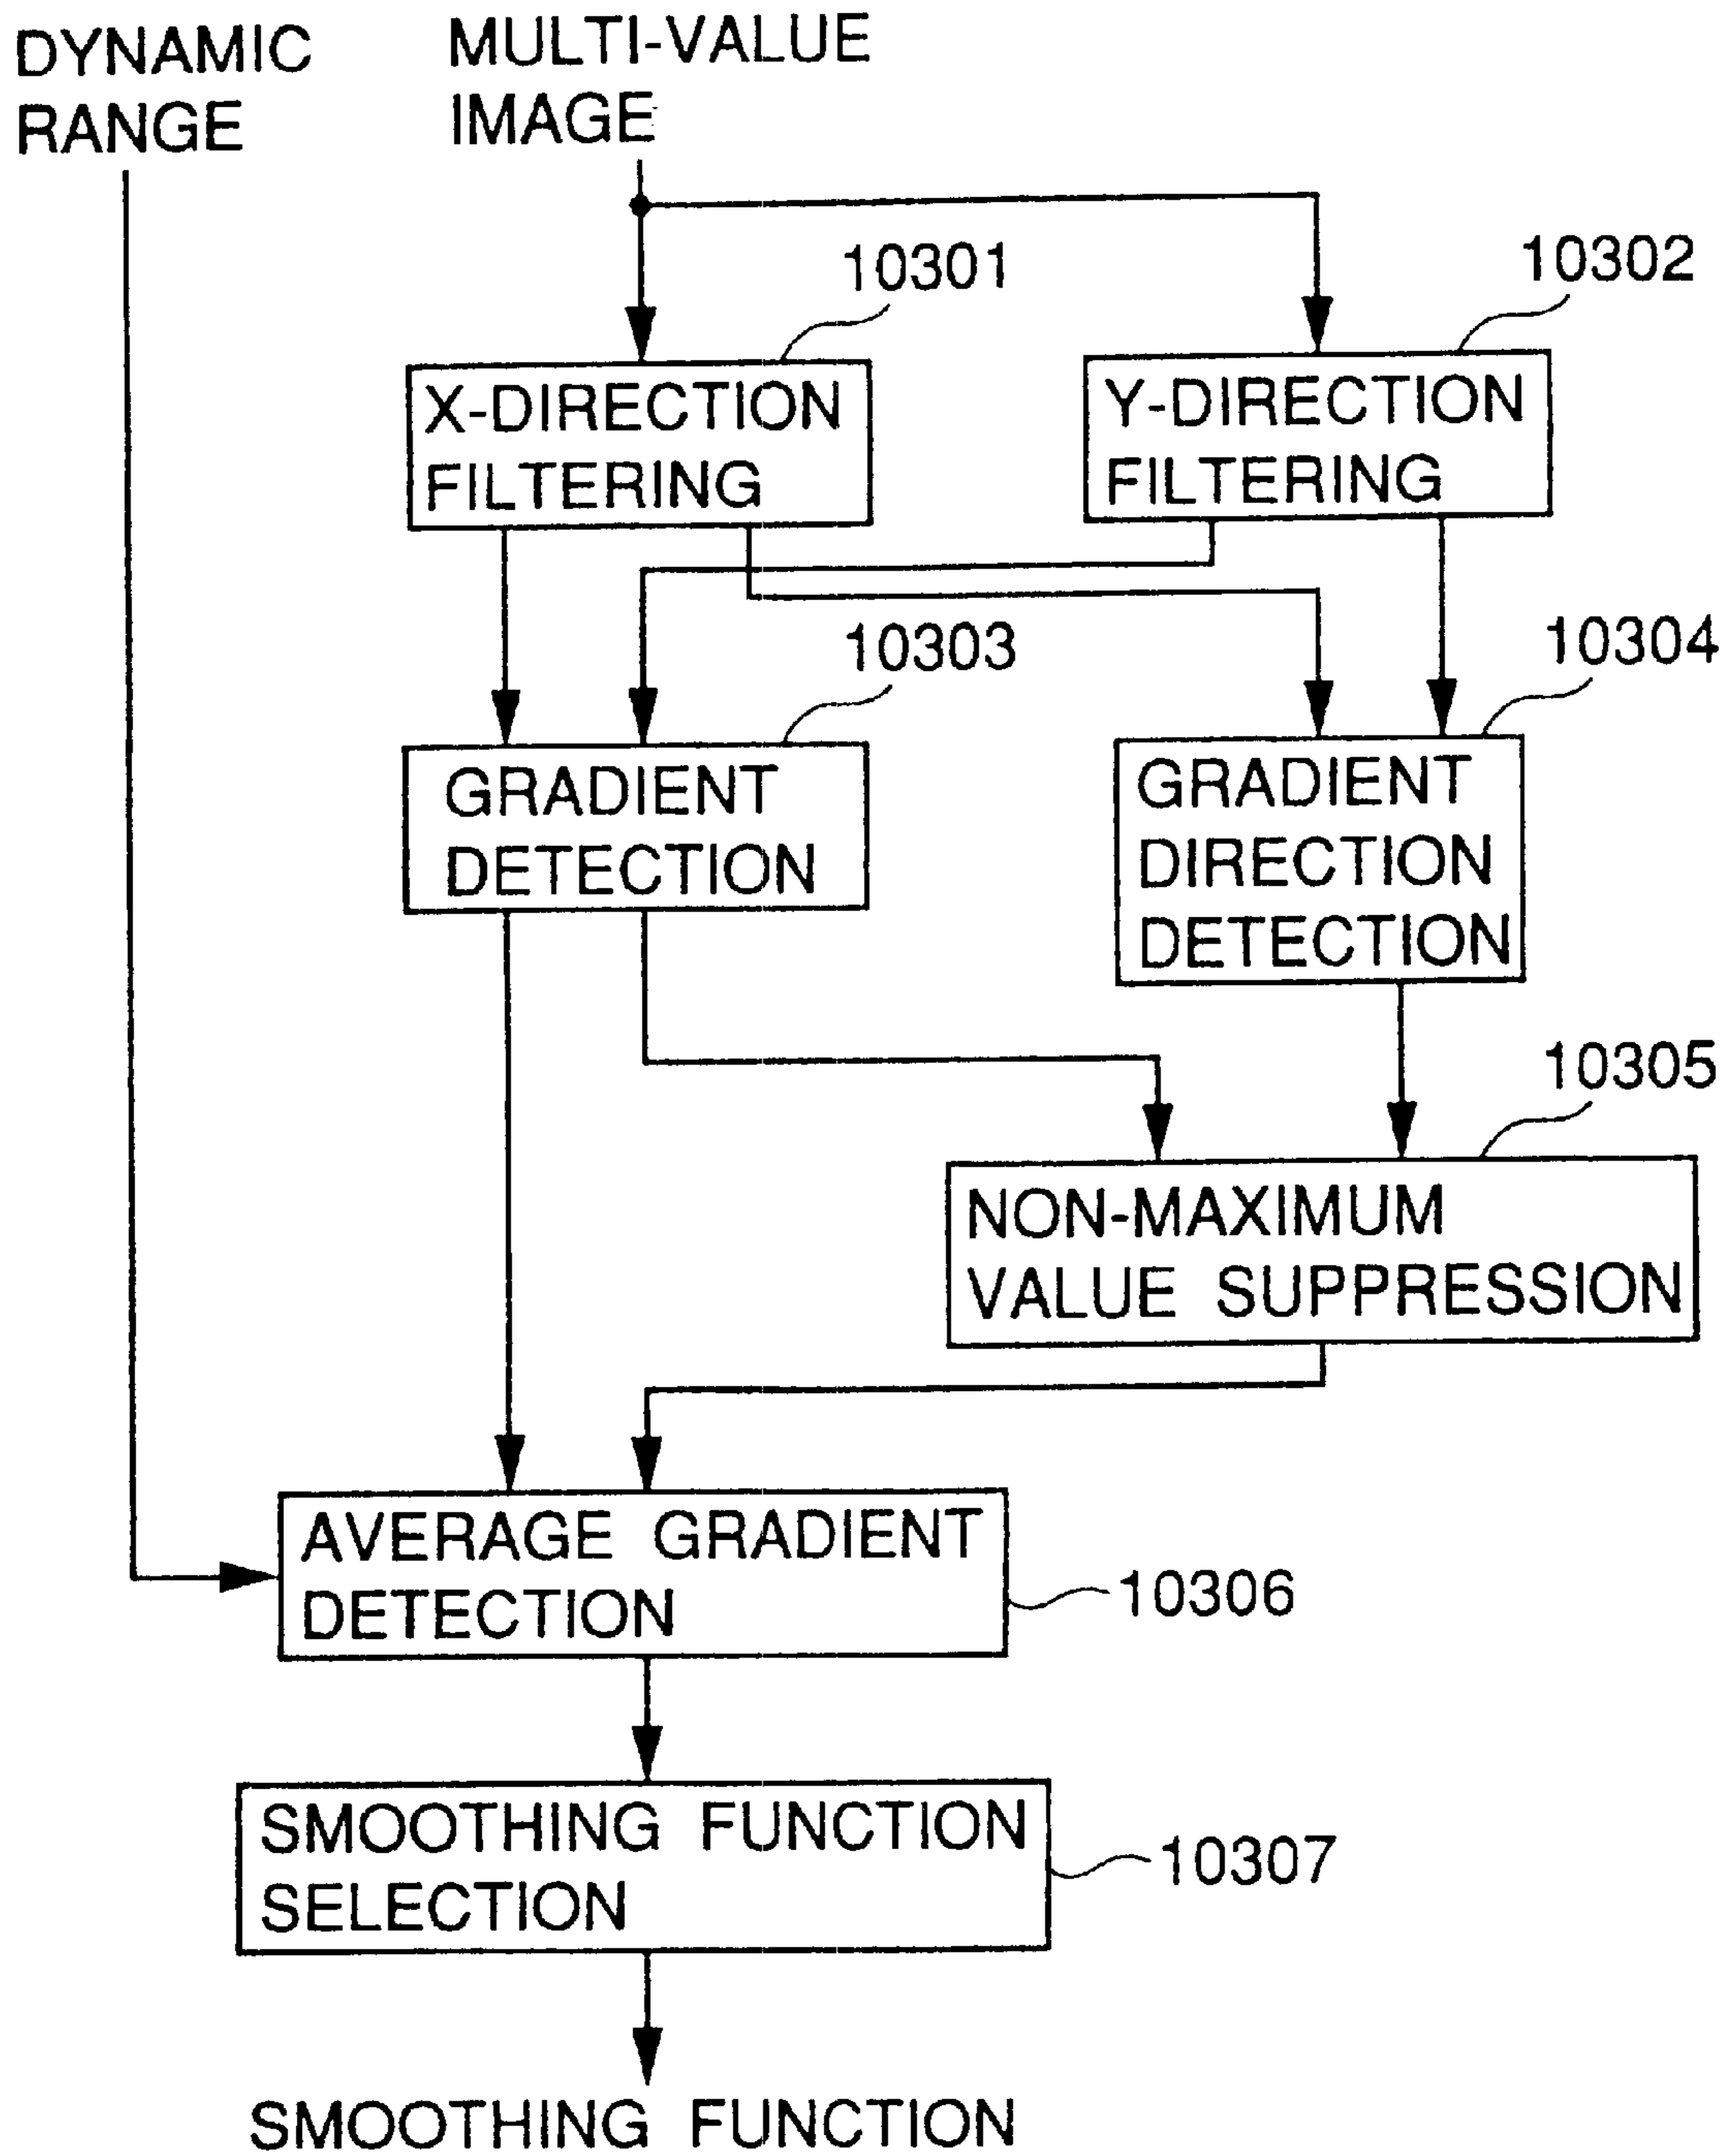 DYNAMIC
RANGE
MULTI-VALUE
IMAGE
10301
10302
X-DIRECTION
FILTERING
Y-DIRECTION
FILTERING
10303
10304
GRADIENT
DETECTION
GRADIENT
DIRECTION
DETECTION
10305
NON-MAXIMUM
VALUE SUPPRESSION
AVERAGE GRADIENT
DETECTION
10306
SMOOTHING FUNCTION
SELECTION
10307
SMOOTHING FUNCTION